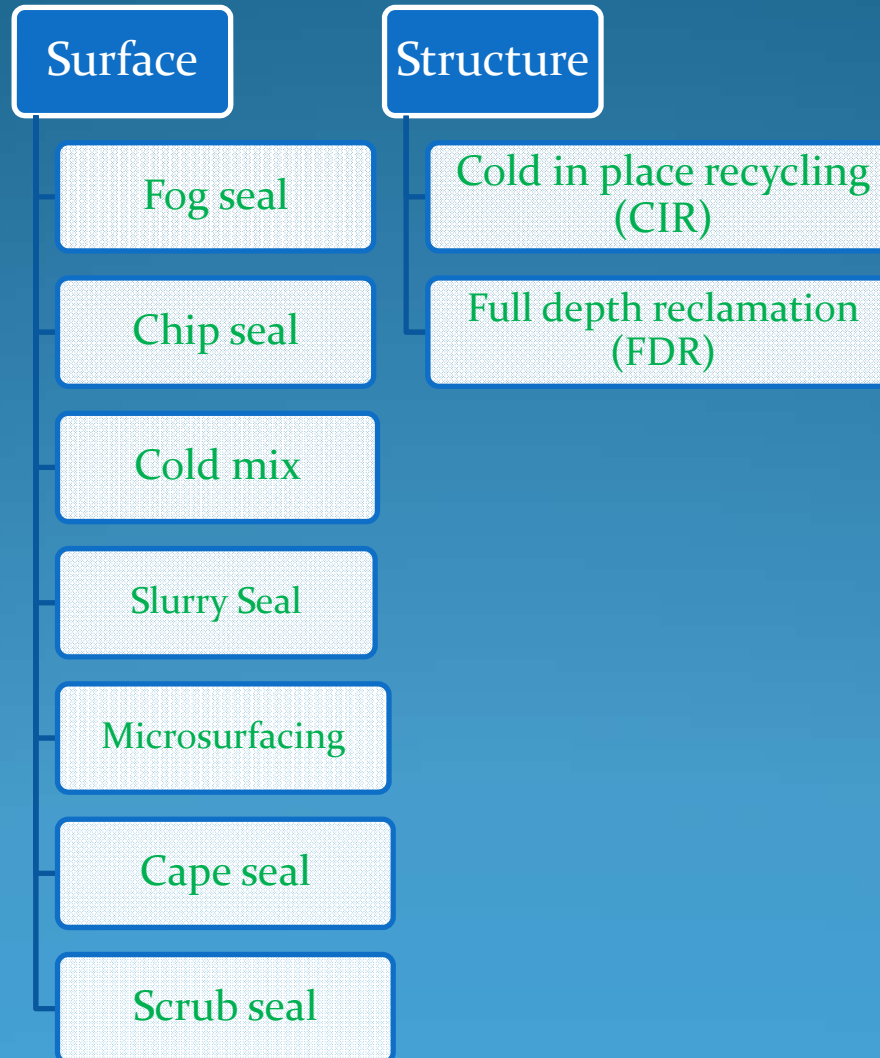 Surface
Fog seal
Chip seal
Cold mix
Slurry Seal
Microsurfacing
Cape seal
Scrub seal
Structure
Cold in place recycling
(CIR)
Full depth reclamation
(FDR)